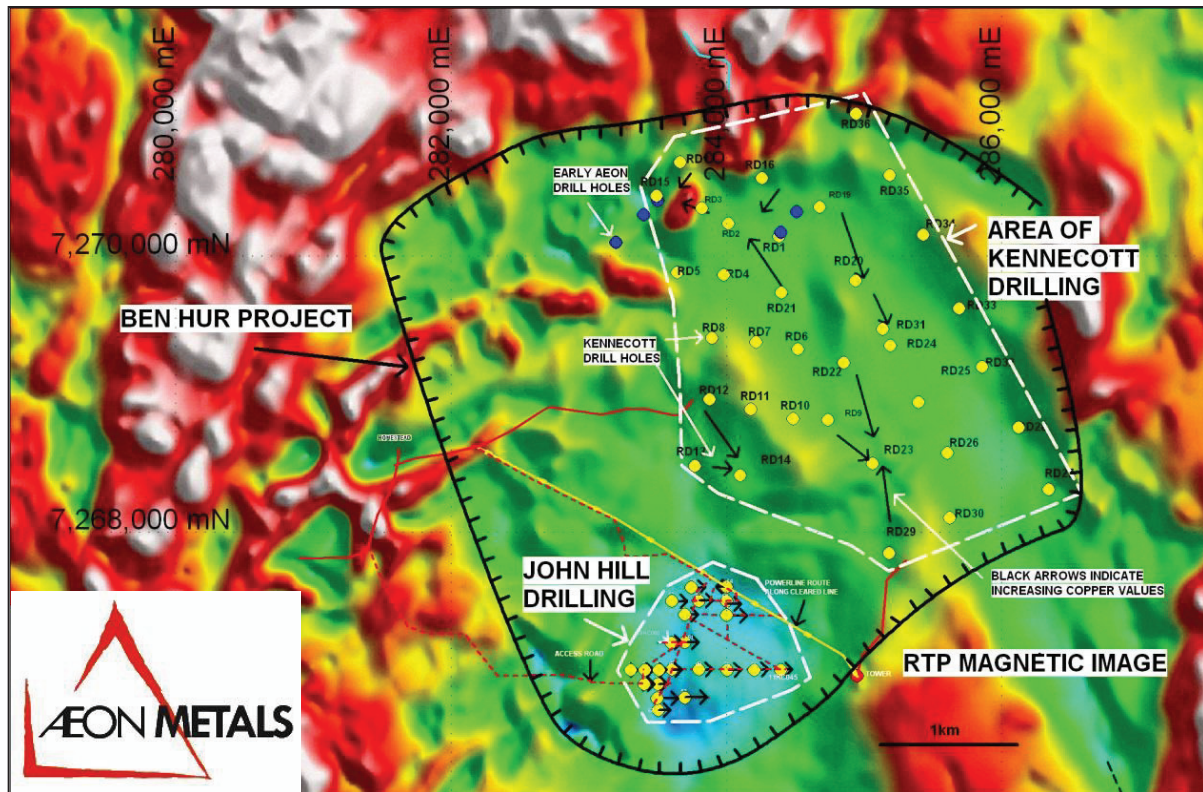 280,000 mE
282,000 mE
284,000 mE
286,000 mE
7,270,000 mN
7,268,000 mN
RD36
RD16
RD35
RD15
EARLY AEON
DRILL HOLES
RD3
RD19
RD2
RD1
AREA OF
KENNECOTT
DRILLING
RD5
RD4
RD20
RD21
BEN HUR PROJECT
RD31
RD8
RD7
RD6
RD24
KENNECOTT
DRILL HOLES
RD22
RD25
RD12
RD11
RD10
RD9
HOMESTEAD
RD26
RD23
RD14
RD30
RD29
JOHN HILL
DRILLING
POWERLINE ROUTE
ALONG CLEARED LINE
BLACK ARROWS INDICATE
INCREASING COPPER VALUES
ACCESS ROAD
TOWER
RTP MAGNETIC IMAGE
1km
AEON METALS